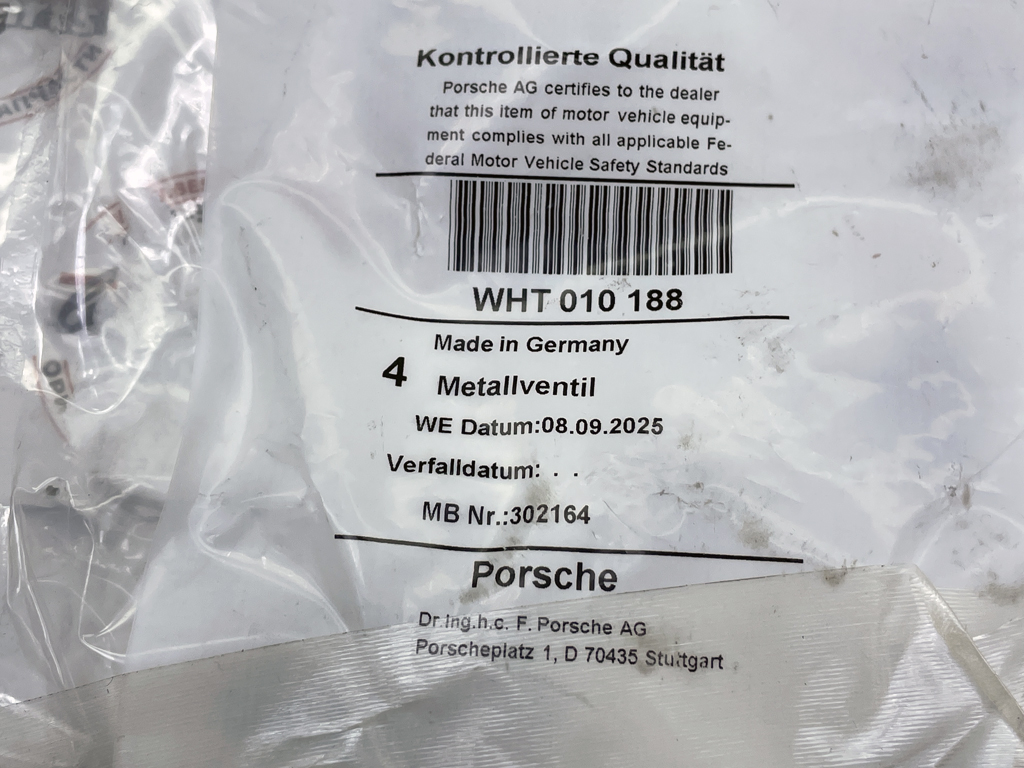 Kontrollierte Qualität
Porsche AG certifies to the dealer
that this item of motor vehicle equip-
ment complies with all applicable Fe-
deral Motor Vehicle Safety Standards
WHT 010 188
Made in Germany
4 Metallventil
WE Datum:08.09.2025
Verfalldatum: . .
MB Nr.:302164
Porsche
Dr.Ing.h.c. F. Porsche AG
Porscheplatz 1, D 70435 Stuttgart